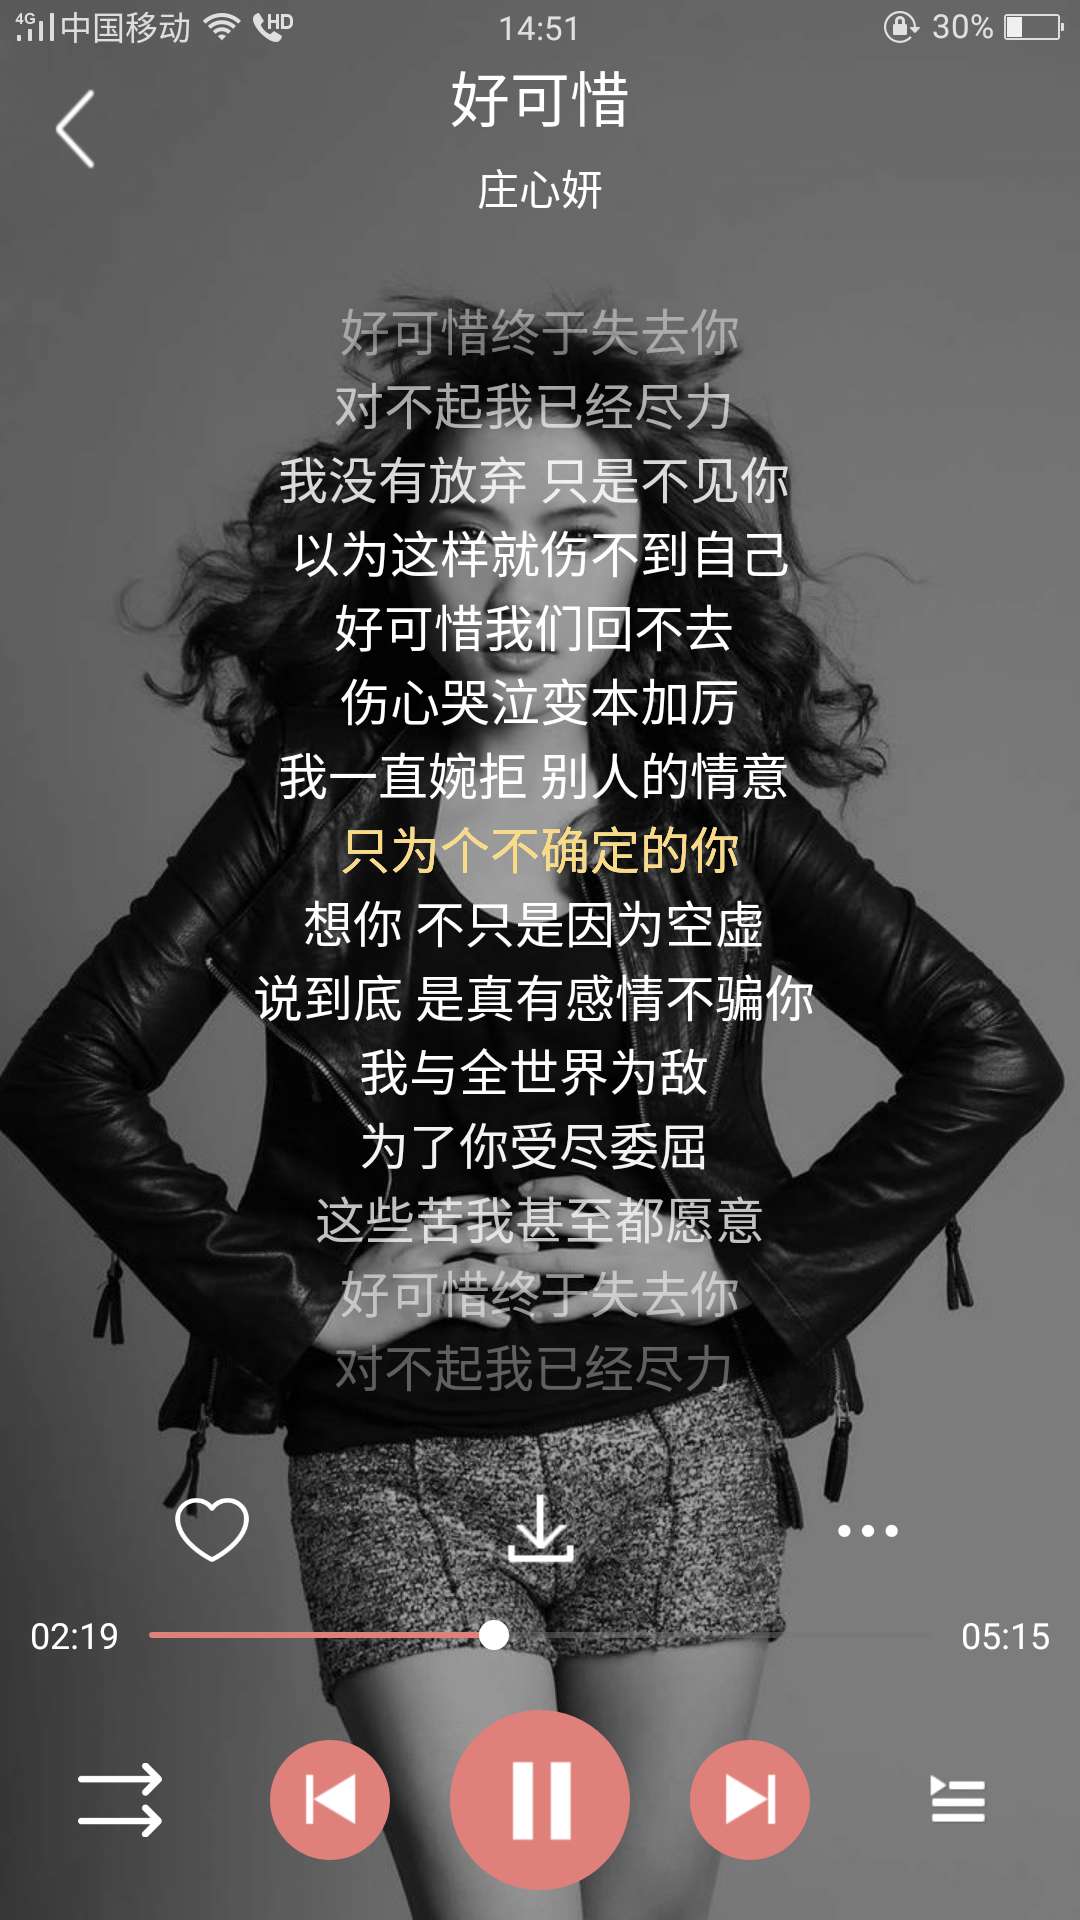 4G 中国移动 HD 14:51 30%
好可惜
庄心妍
好可惜终于失去你
对不起我已经尽力
我没有放弃 只是不见你
以为这样就伤不到自己
好可惜我们回不去
伤心哭泣变本加厉
我一直婉拒 别人的情意
只为个不确定的你
想你 不只是因为空虚
说到底 是真有感情不骗你
我与全世界为敌
为了你受尽委屈
这些苦我甚至都愿意
好可惜终于失去你
对不起我已经尽力
02:19 05:15